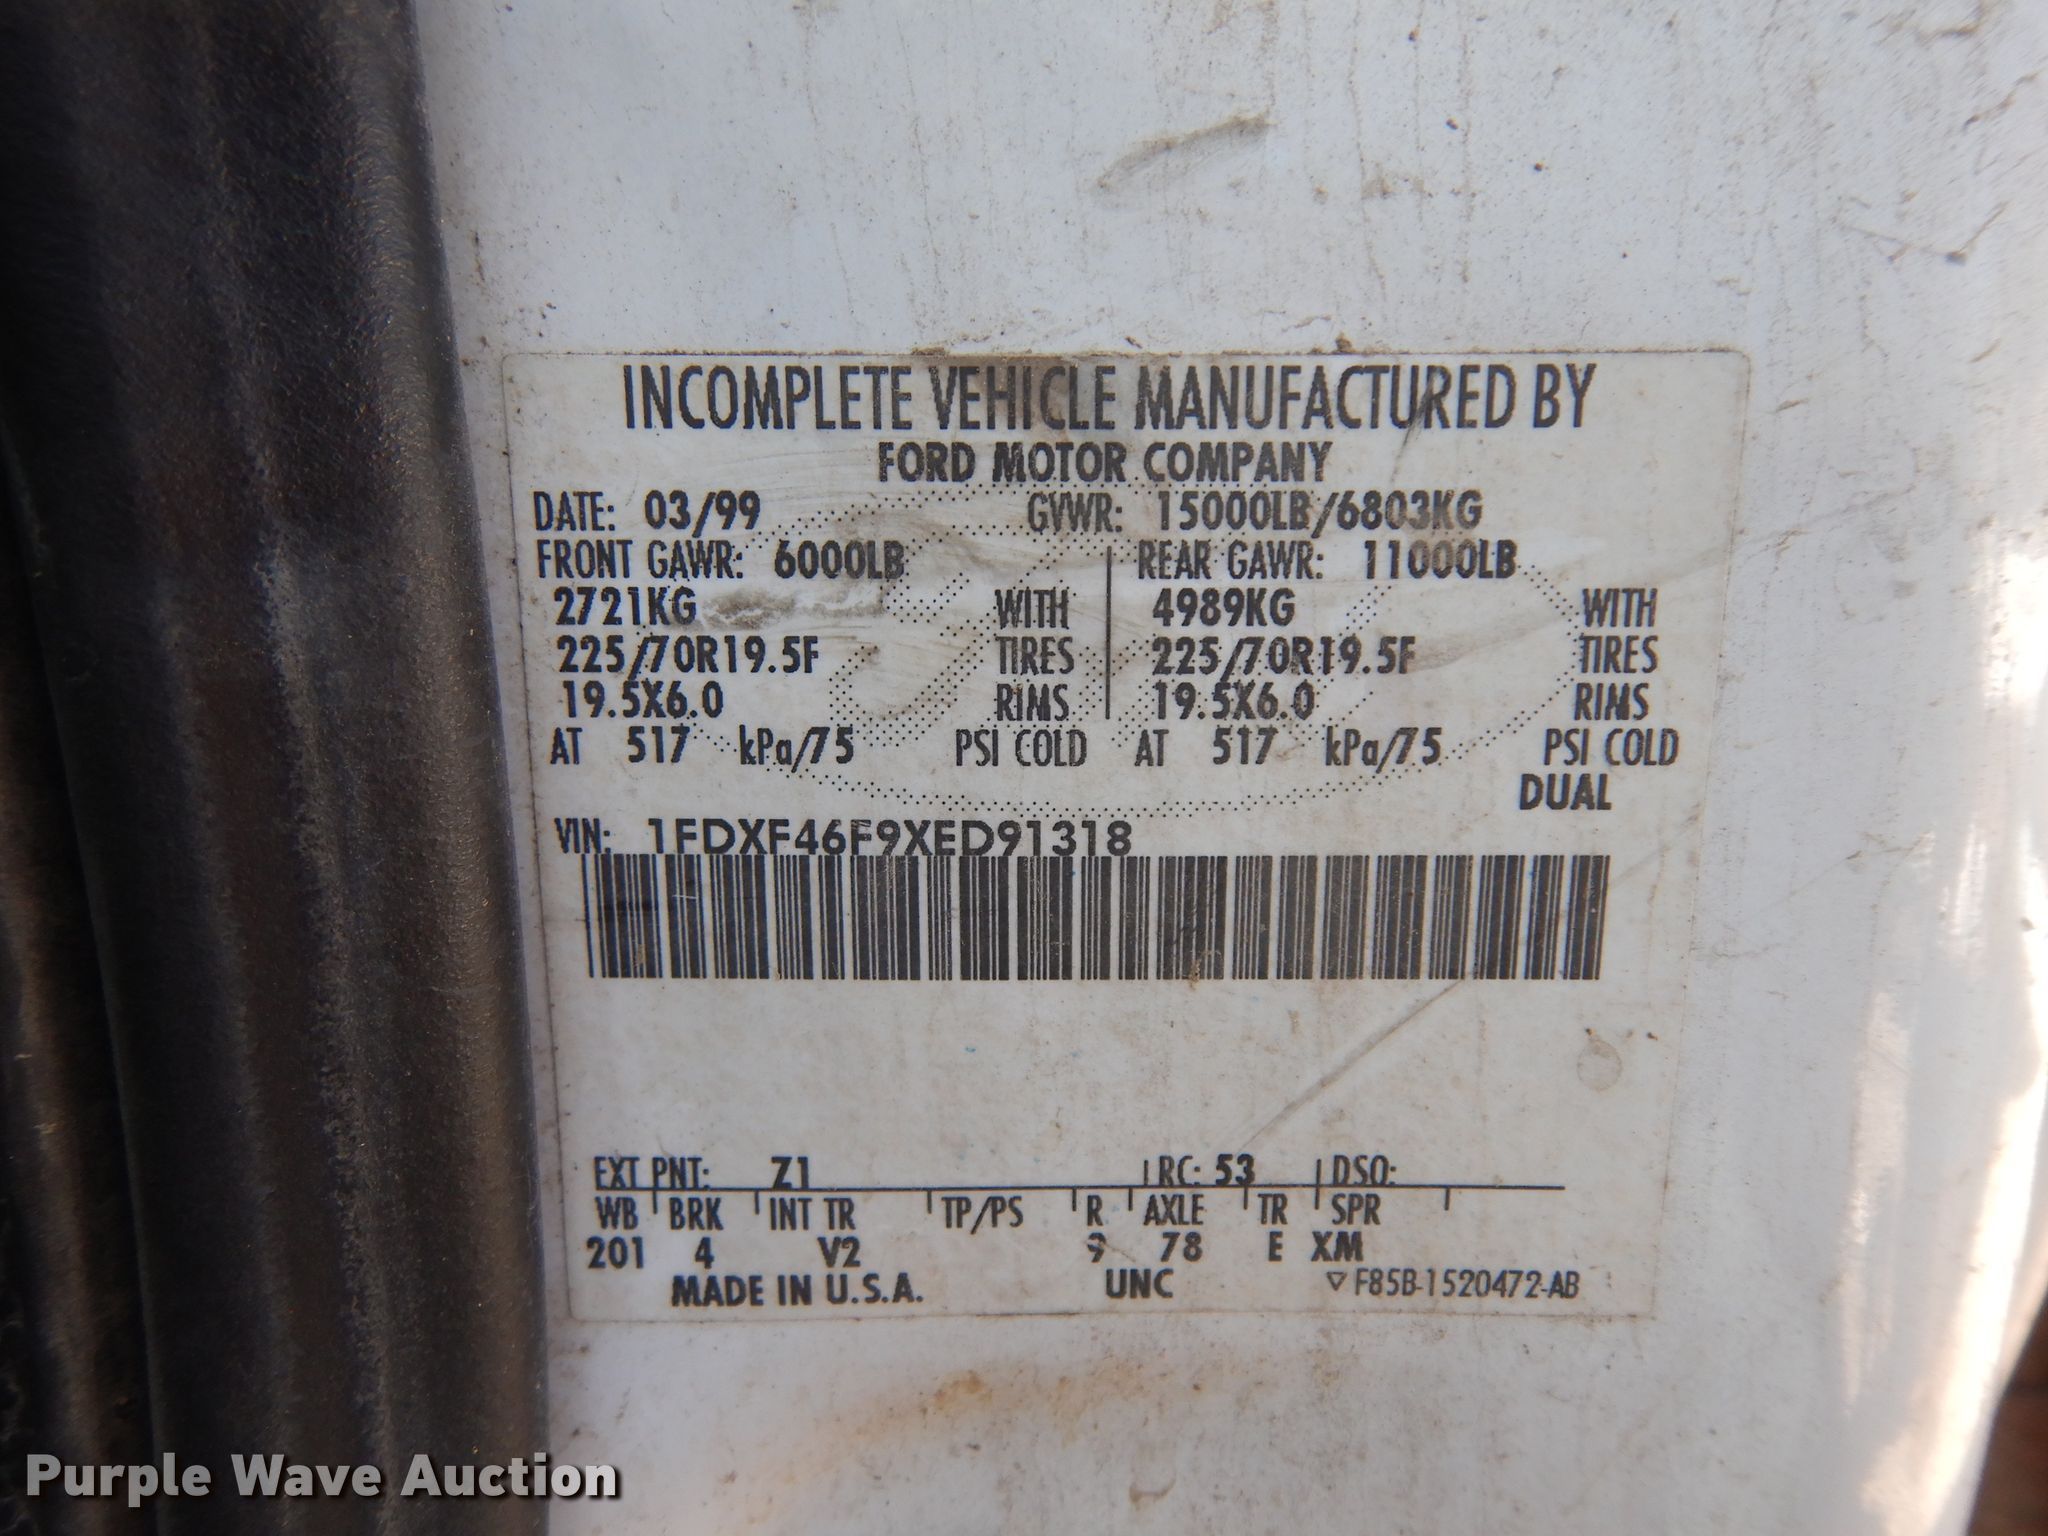 INCOMPLETE VEHICLE MANUFACTURED BY
FORD MOTOR COMPANY
DATE: 03/99 GVWR: 15000LB/6803KG
FRONT GAWR: 6000LB REAR GAWR: 11000LB
2721KG WITH 4989KG WITH
225/70R19.5F TIRES 225/70R19.5F TIRES
19.5X6.0 RIMS 19.5X6.0 RIMS
AT 517 kPa/75 PSI COLD AT 517 kPa/75 PSI COLD
DUAL
VIN: 1FDXF46F9XED91318
EXT PNT: Z1 RC: 53 DSO:
WB BRK INT TR TP/PS R AXLE TR SPR
201 4 V2 9 78 E XM
MADE IN U.S.A. UNC ▽ F85B-1520472-AB
Purple Wave Auction